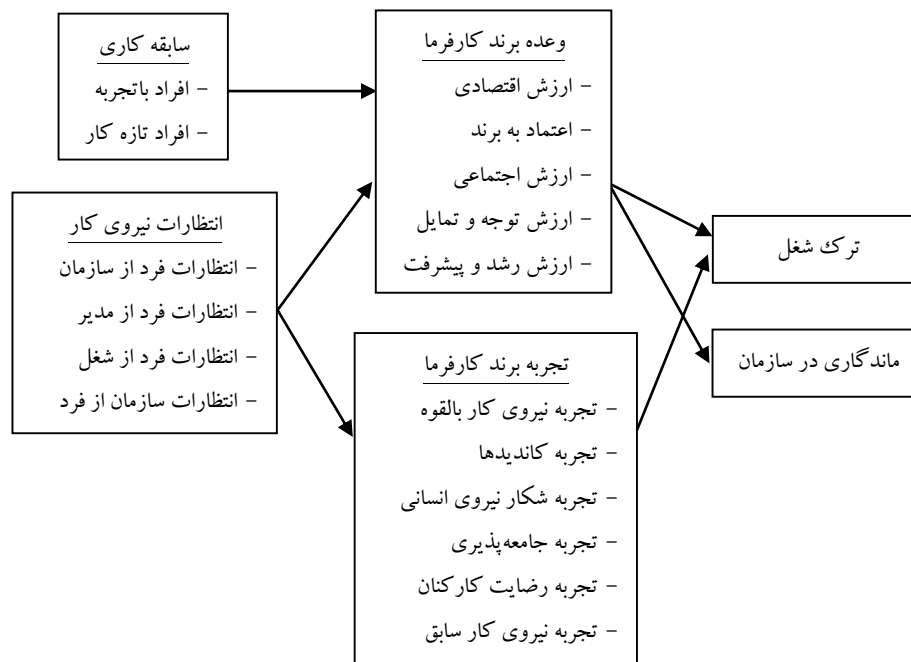 سابقه کاری
– افراد باتجربه
– افراد تازه کار
انتظارات نیروی کار
– انتظارات فرد از سازمان
– انتظارات فرد از مدیر
– انتظارات فرد از شغل
– انتظارات سازمان از فرد
وعده برند کارفرما
– ارزش اقتصادی
– اعتماد به برند
– ارزش اجتماعی
– ارزش توجه و تمایل
– ارزش رشد و پیشرفت
تجربه برند کارفرما
– تجربه نیروی کار بالقوه
– تجربه کاندیدها
– تجربه شکار نیروی انسانی
– تجربه جامعه‌پذیری
– تجربه رضایت کارکنان
– تجربه نیروی کار سابق
ترک شغل
ماندگاری در سازمان